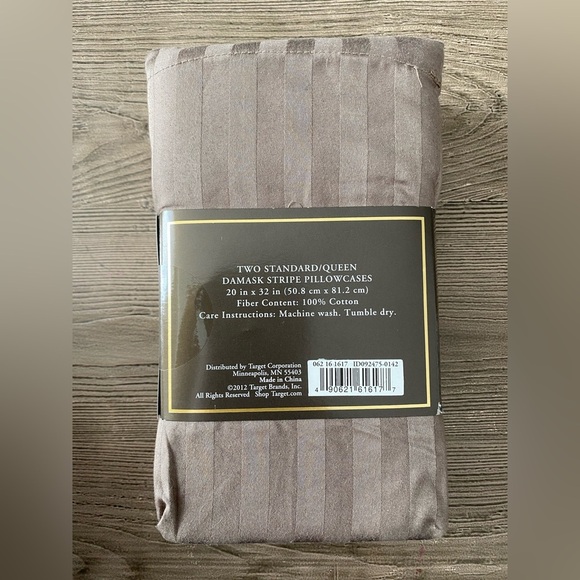 TWO STANDARD/QUEEN
DAMASK STRIPE PILLOWCASES
20 in x 32 in (50.8 cm x 81.2 cm)
Fiber Content: 100% Cotton
Care Instructions: Machine wash. Tumble dry.
Distributed by Target Corporation
Minneapolis, MN 55403
Made in China
©2012 Target Brands, Inc.
All Rights Reserved Shop Target.com
062 16 1617 ID092475-0142
4 90621 61617 7